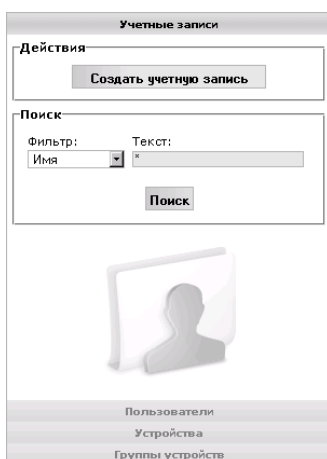 Учетные записи
Действия
Создать учетную запись
Поиск
Фильтр: Текст:
Имя *
Поиск
Пользователи
Устройства
Группы устройств